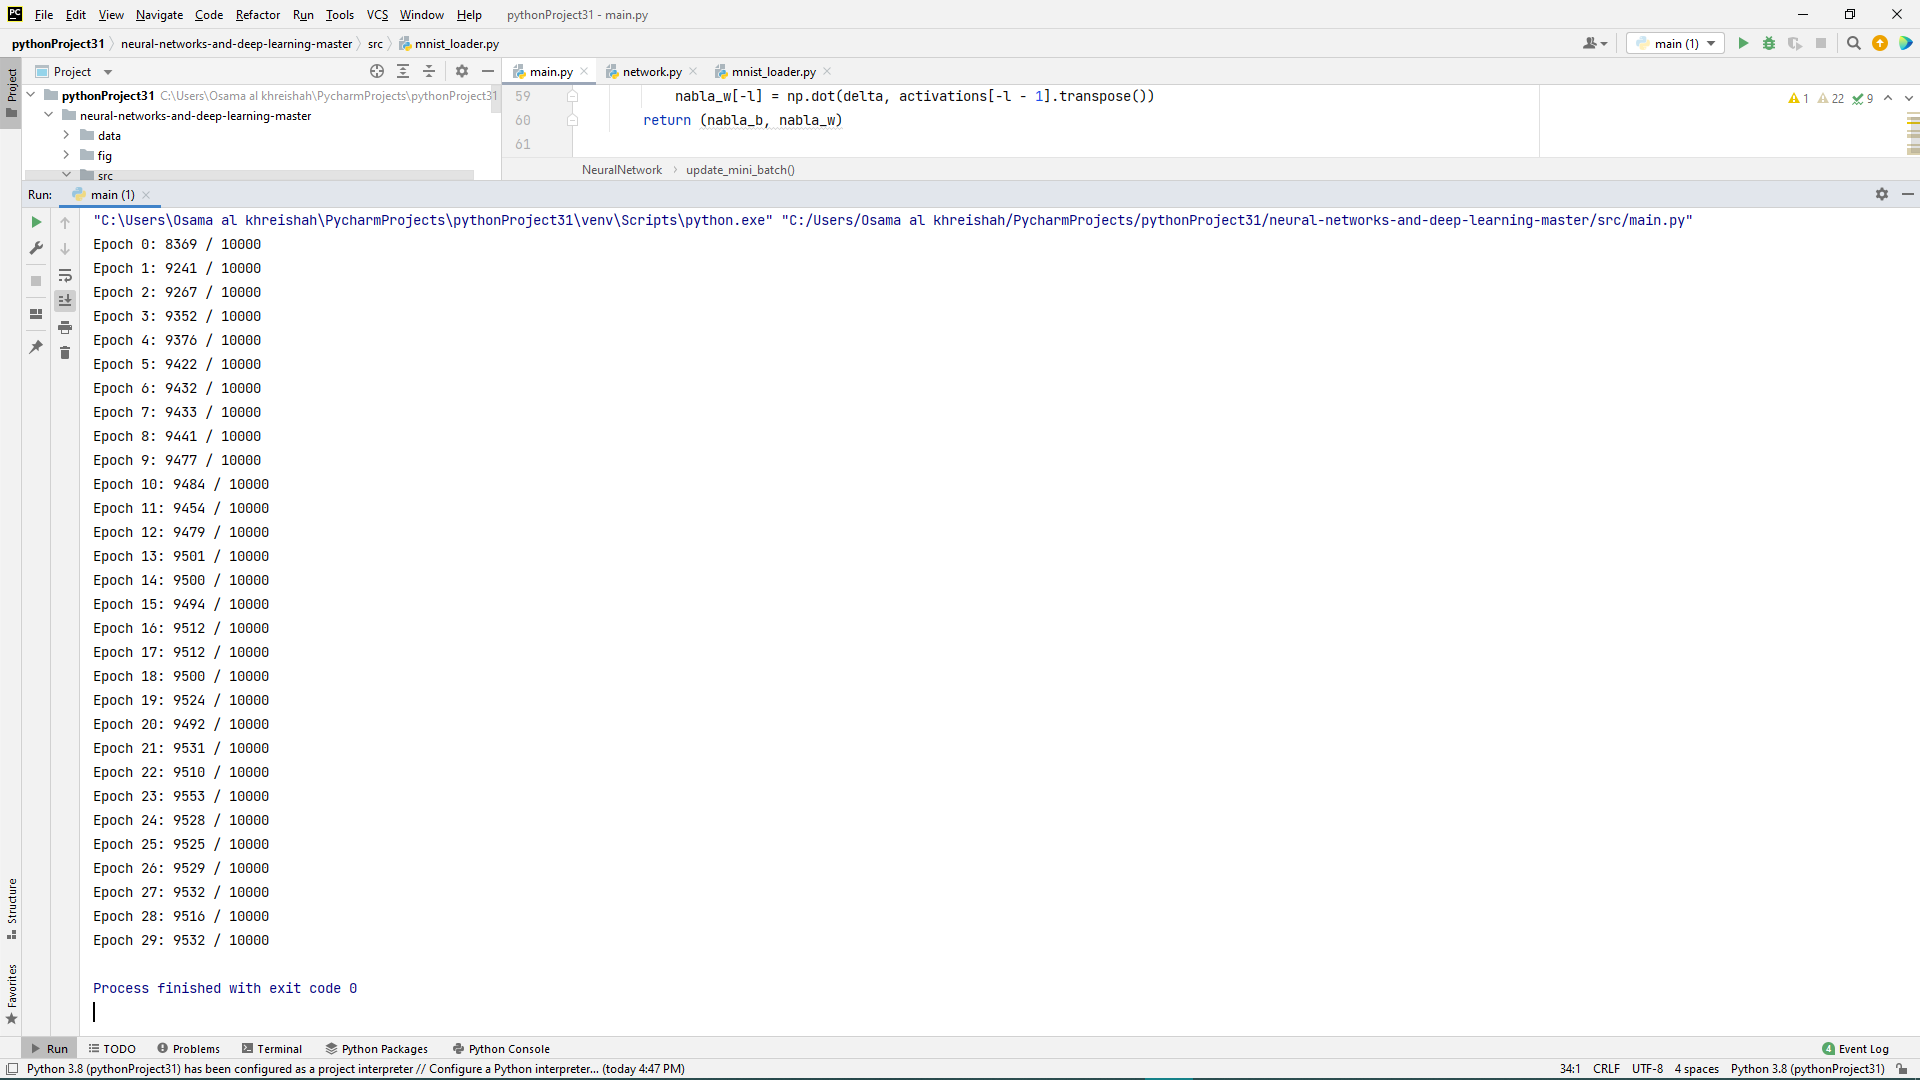 PC File Edit View Navigate Code Refactor Run Tools VCS Window Help pythonProject31 - main.py
pythonProject31 neural-networks-and-deep-learning-master src mnist_loader.py main (1)
Project Project main.py network.py mnist_loader.py
pythonProject31 C:\Users\Osama al khreishah\PycharmProjects\pythonProject31
neural-networks-and-deep-learning-master
data
fig
src
59 nabla_w[-l] = np.dot(delta, activations[-l - 1].transpose())
60 return (nabla_b, nabla_w)
61
1 22 9
NeuralNetwork update_mini_batch()
Run: main (1)
"C:\Users\Osama al khreishah\PycharmProjects\pythonProject31\venv\Scripts\python.exe" "C:/Users/Osama al khreishah/PycharmProjects/pythonProject31/neural-networks-and-deep-learning-master/src/main.py"
Epoch 0: 8369 / 10000
Epoch 1: 9241 / 10000
Epoch 2: 9267 / 10000
Epoch 3: 9352 / 10000
Epoch 4: 9376 / 10000
Epoch 5: 9422 / 10000
Epoch 6: 9432 / 10000
Epoch 7: 9433 / 10000
Epoch 8: 9441 / 10000
Epoch 9: 9477 / 10000
Epoch 10: 9484 / 10000
Epoch 11: 9454 / 10000
Epoch 12: 9479 / 10000
Epoch 13: 9501 / 10000
Epoch 14: 9500 / 10000
Epoch 15: 9494 / 10000
Epoch 16: 9512 / 10000
Epoch 17: 9512 / 10000
Epoch 18: 9500 / 10000
Epoch 19: 9524 / 10000
Epoch 20: 9492 / 10000
Epoch 21: 9531 / 10000
Epoch 22: 9510 / 10000
Epoch 23: 9553 / 10000
Epoch 24: 9528 / 10000
Epoch 25: 9525 / 10000
Epoch 26: 9529 / 10000
Epoch 27: 9532 / 10000
Epoch 28: 9516 / 10000
Epoch 29: 9532 / 10000
Process finished with exit code 0
Structure
Favorites
Run TODO Problems Terminal Python Packages Python Console 4 Event Log
Python 3.8 (pythonProject31) has been configured as a project interpreter // Configure a Python interpreter... (today 4:47 PM) 34:1 CRLF UTF-8 4 spaces Python 3.8 (pythonProject31)